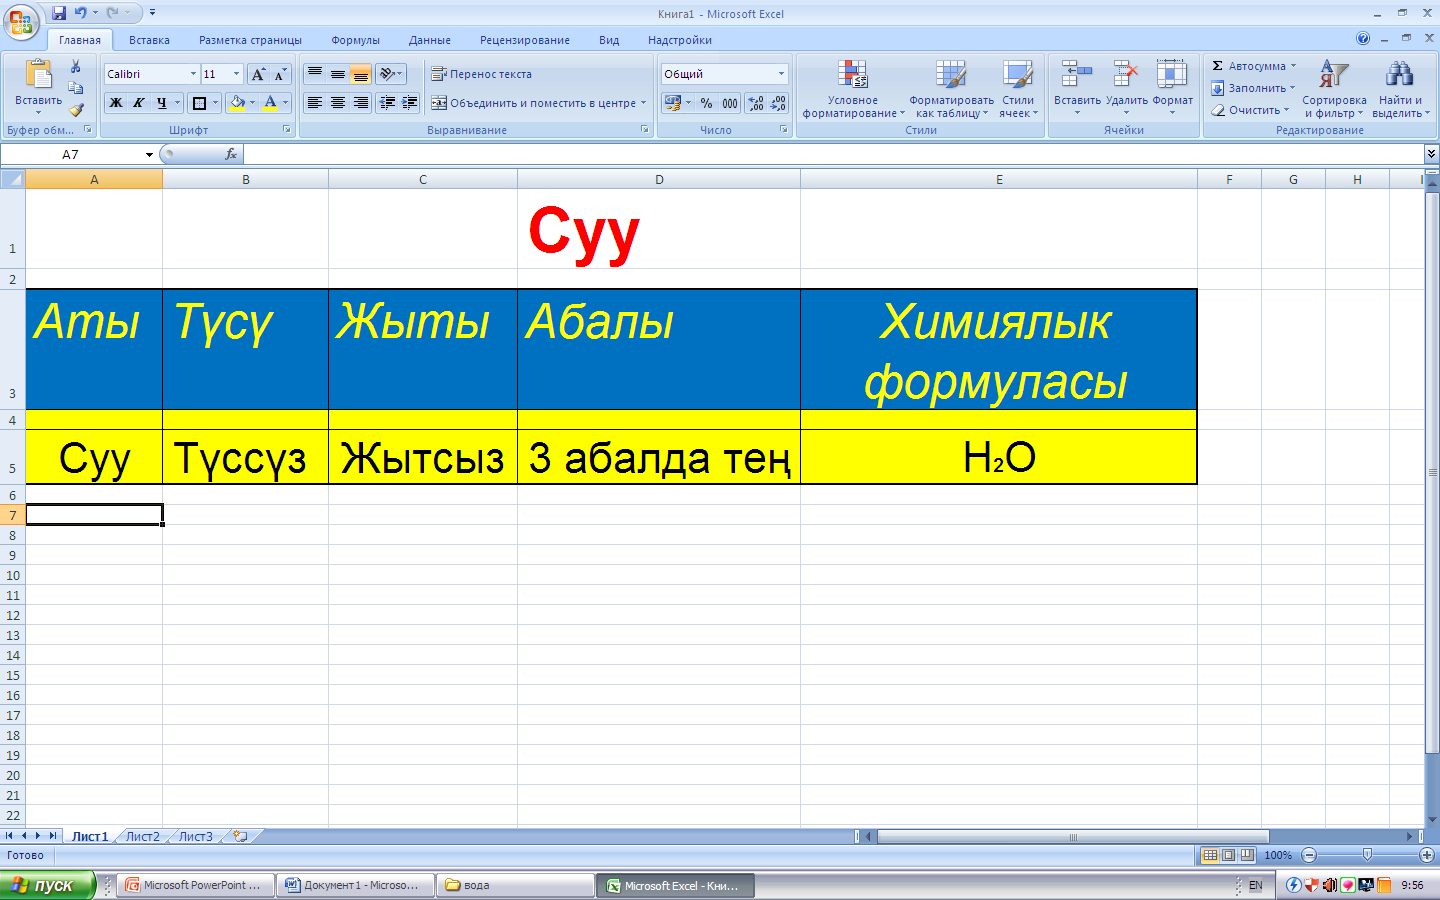 Книга1 - Microsoft Excel
Главная Вставка Разметка страницы Формулы Данные Рецензирование Вид Надстройки
Calibri 11 Перенос текста Общий Σ Автосумма
Вставить Условное форматирование Форматировать как таблицу Стили ячеек Вставить Удалить Формат Заполнить Сортировка и фильтр Найти и выделить
Ж К Ч Объединить и поместить в центре % 000 Очистить
Буфер обм... Шрифт Выравнивание Число Стили Ячейки Редактирование
A7 fx
A B C D E F G H I
1 Суу
2
3 Аты Түсү Жыты Абалы Химиялык
формуласы
4
5 Суу Түссүз Жытсыз 3 абалда тең H₂O
6
7
8
9
10
11
12
13
14
15
16
17
18
19
20
21
22
Лист1 Лист2 Лист3
Готово 100%
пуск Microsoft PowerPoint ... Документ1 - Microso... вода Microsoft Excel - Кни... EN 9:56